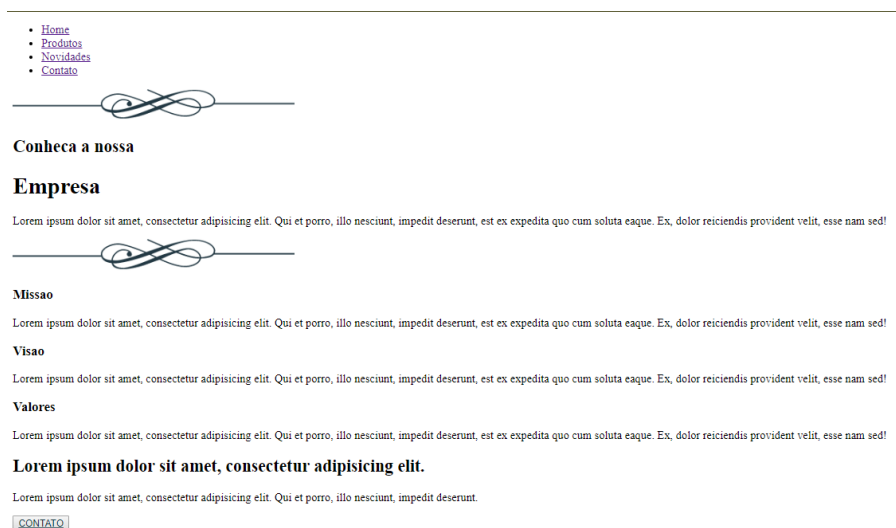 Home
Produtos
Novidades
Contato
Conheca a nossa
Empresa
Lorem ipsum dolor sit amet, consectetur adipisicing elit. Qui et porro, illo nesciunt, impedit deserunt, est ex expedita quo cum soluta eaque. Ex, dolor reiciendis provident velit, esse nam sed!
Missao
Lorem ipsum dolor sit amet, consectetur adipisicing elit. Qui et porro, illo nesciunt, impedit deserunt, est ex expedita quo cum soluta eaque. Ex, dolor reiciendis provident velit, esse nam sed!
Visao
Lorem ipsum dolor sit amet, consectetur adipisicing elit. Qui et porro, illo nesciunt, impedit deserunt, est ex expedita quo cum soluta eaque. Ex, dolor reiciendis provident velit, esse nam sed!
Valores
Lorem ipsum dolor sit amet, consectetur adipisicing elit. Qui et porro, illo nesciunt, impedit deserunt, est ex expedita quo cum soluta eaque. Ex, dolor reiciendis provident velit, esse nam sed!
Lorem ipsum dolor sit amet, consectetur adipisicing elit.
Lorem ipsum dolor sit amet, consectetur adipisicing elit. Qui et porro, illo nesciunt, impedit deserunt.
CONTATO